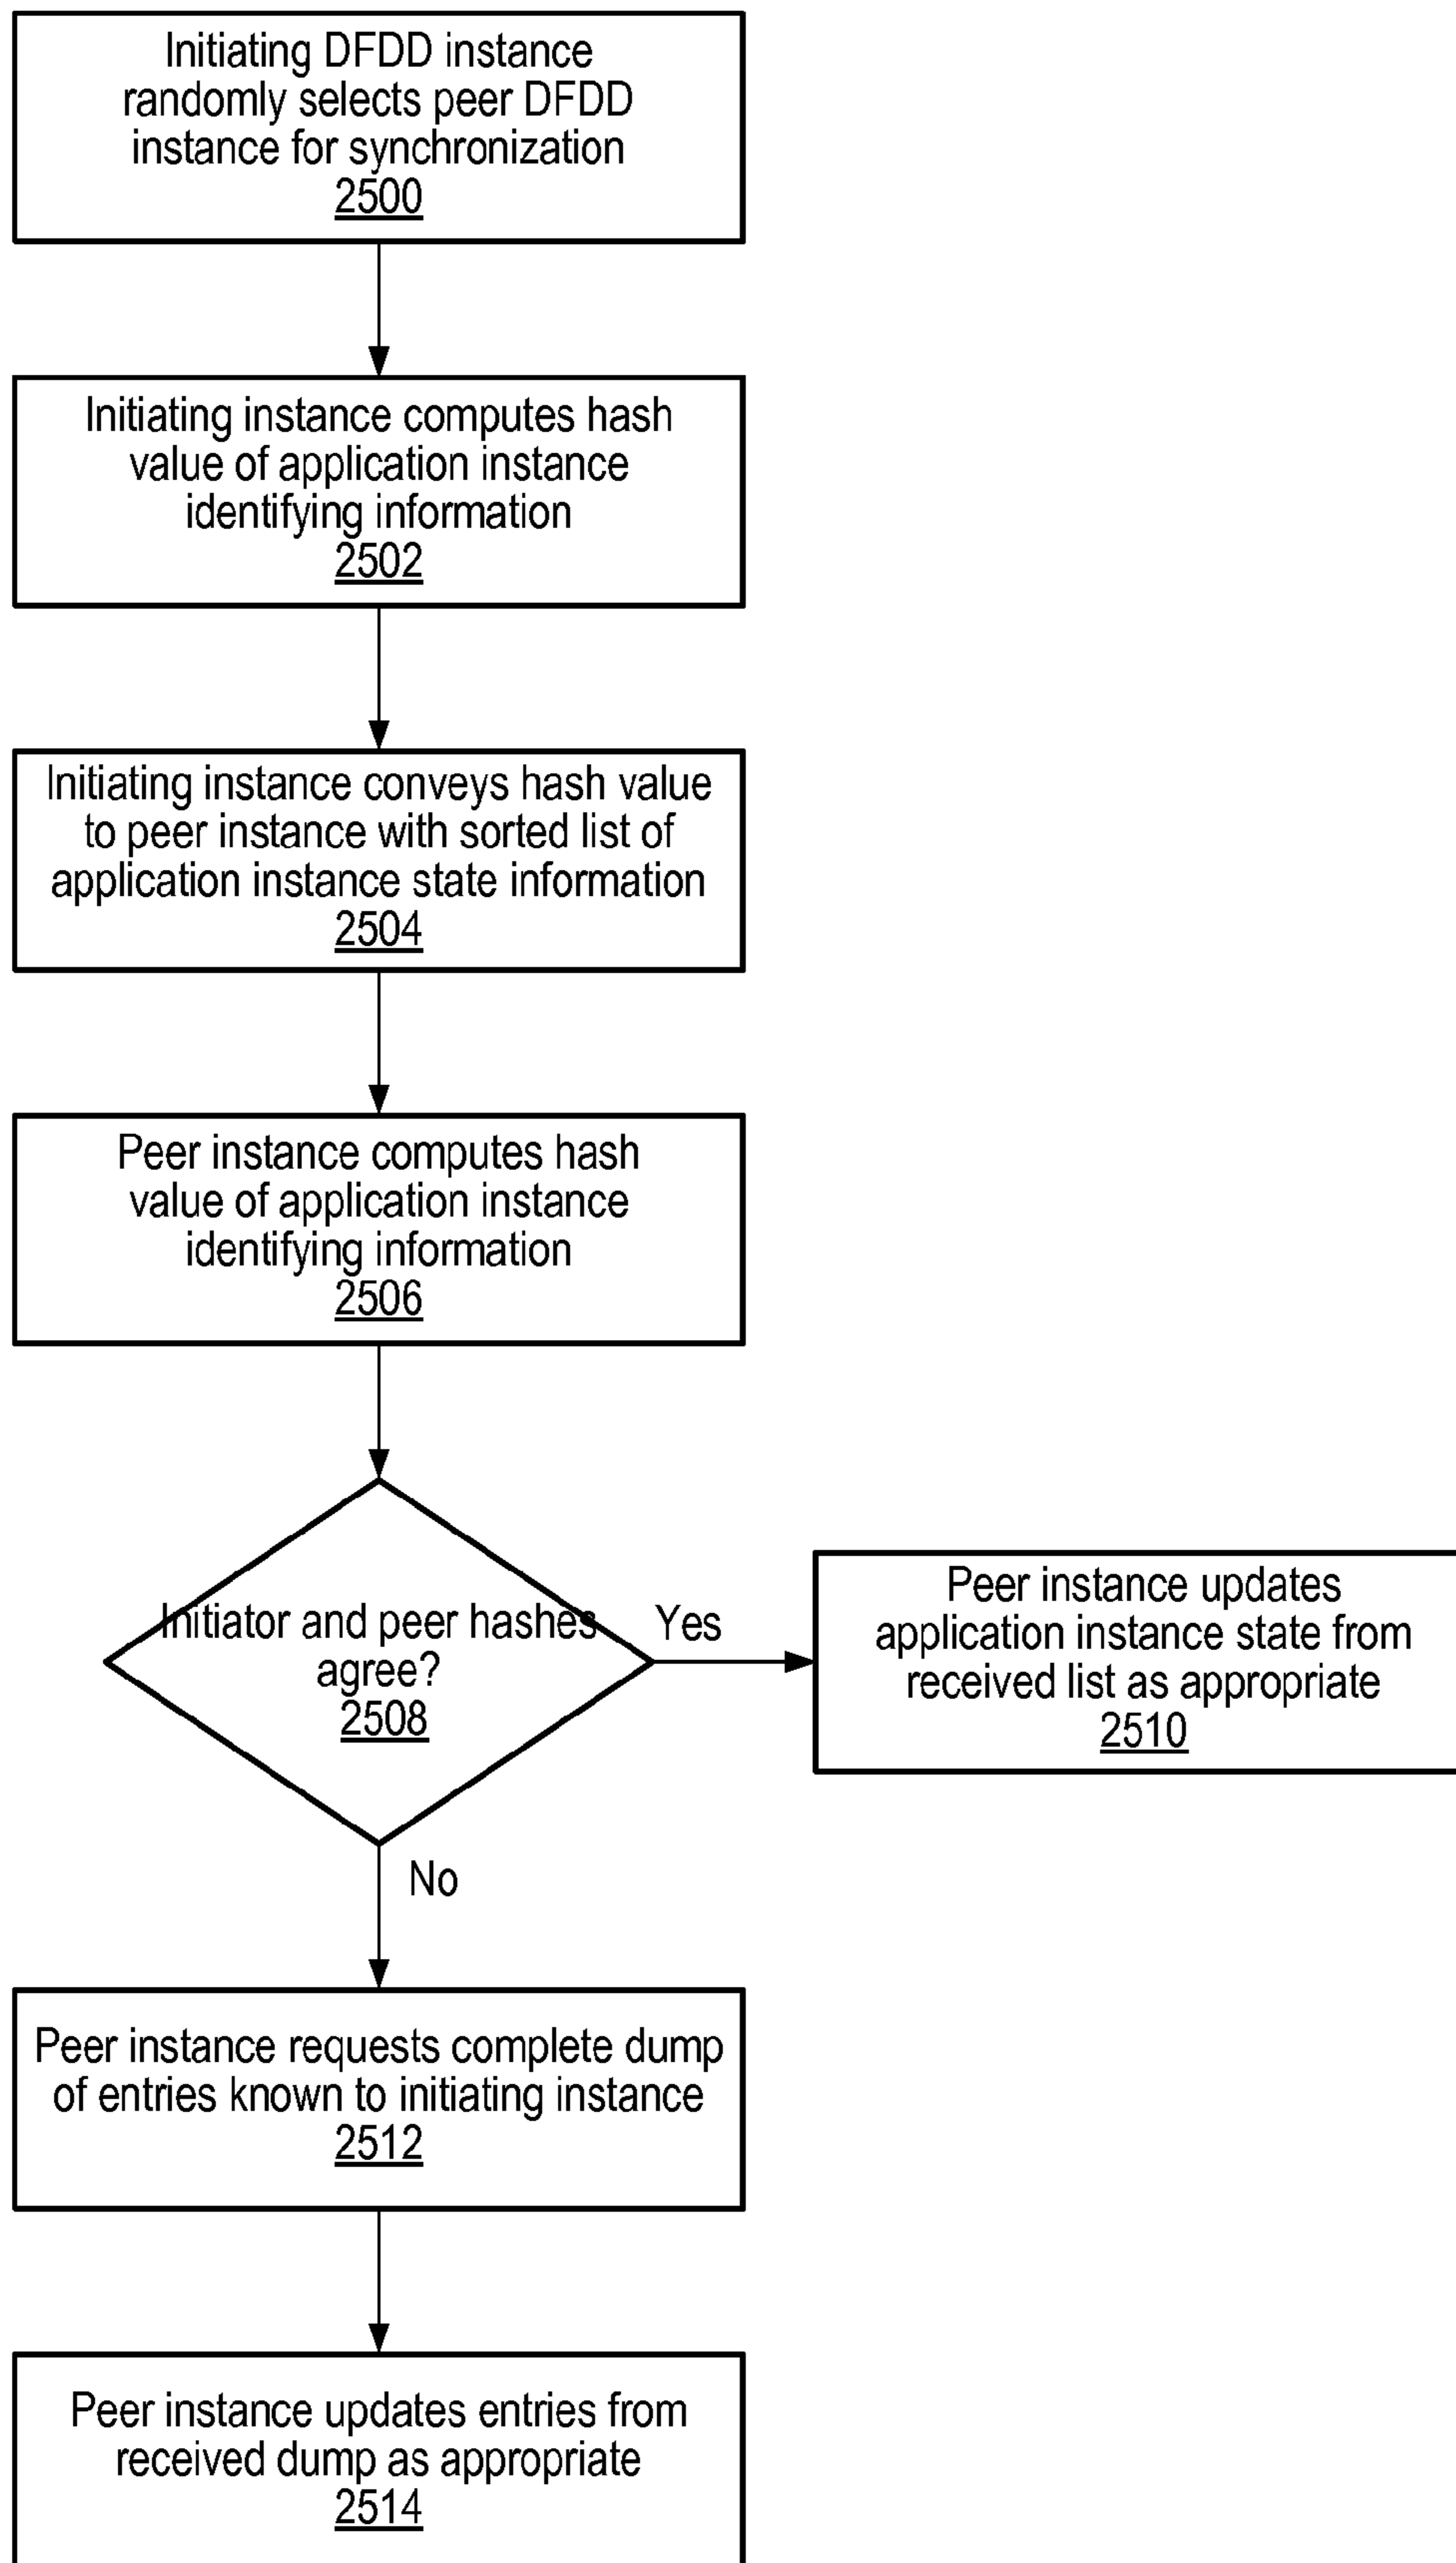 Initiating DFDD instance
randomly selects peer DFDD
instance for synchronization
2500
Initiating instance computes hash
value of application instance
identifying information
2502
Initiating instance conveys hash value
to peer instance with sorted list of
application instance state information
2504
Peer instance computes hash
value of application instance
identifying information
2506
Initiator and peer hashes
agree?
2508
Yes
Peer instance updates
application instance state from
received list as appropriate
2510
No
Peer instance requests complete dump
of entries known to initiating instance
2512
Peer instance updates entries from
received dump as appropriate
2514